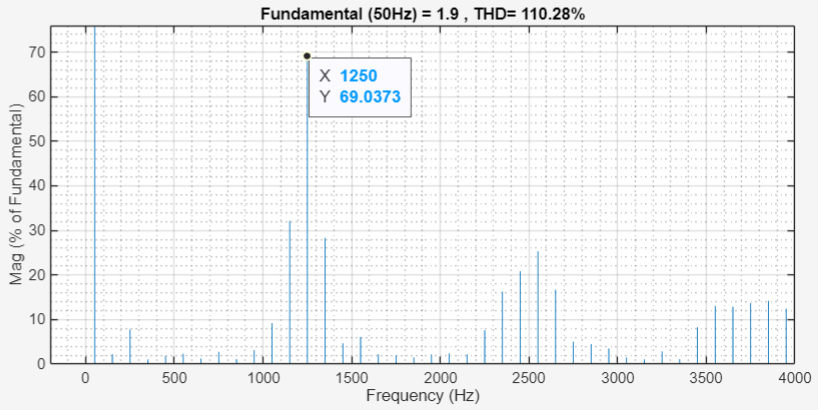 Fundamental (50Hz) = 1.9 , THD= 110.28%
Mag (% of Fundamental)
70
60
50
40
30
20
10
0
X 1250
Y 69.0373
0 500 1000 1500 2000 2500 3000 3500 4000
Frequency (Hz)